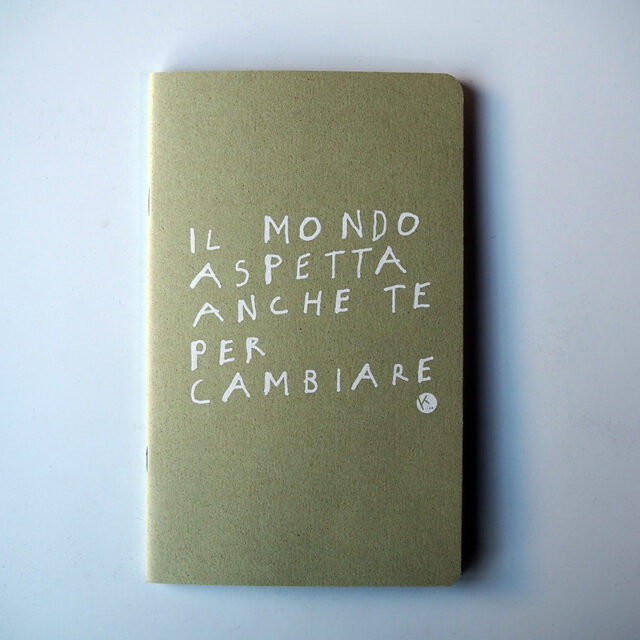 IL MONDO
ASPETTA
ANCHE TE
PER
CAMBIARE